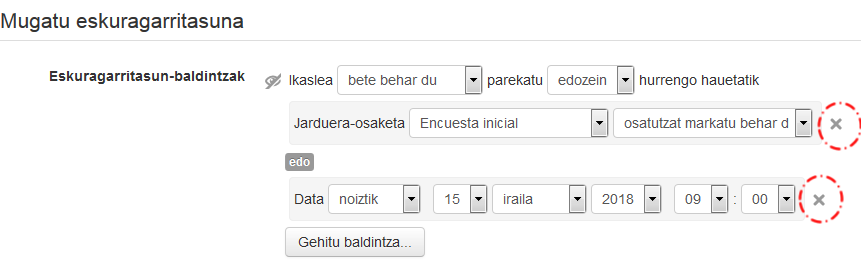 Mugatu eskuragarritasuna
Eskuragarritasun-baldintzak Ikaslea bete behar du parekatu edozein hurrengo hauetatik
Jarduera-osaketa Encuesta inicial osatutzat markatu behar d
edo
Data noiztik 15 iraila 2018 09 : 00
Gehitu baldintza...